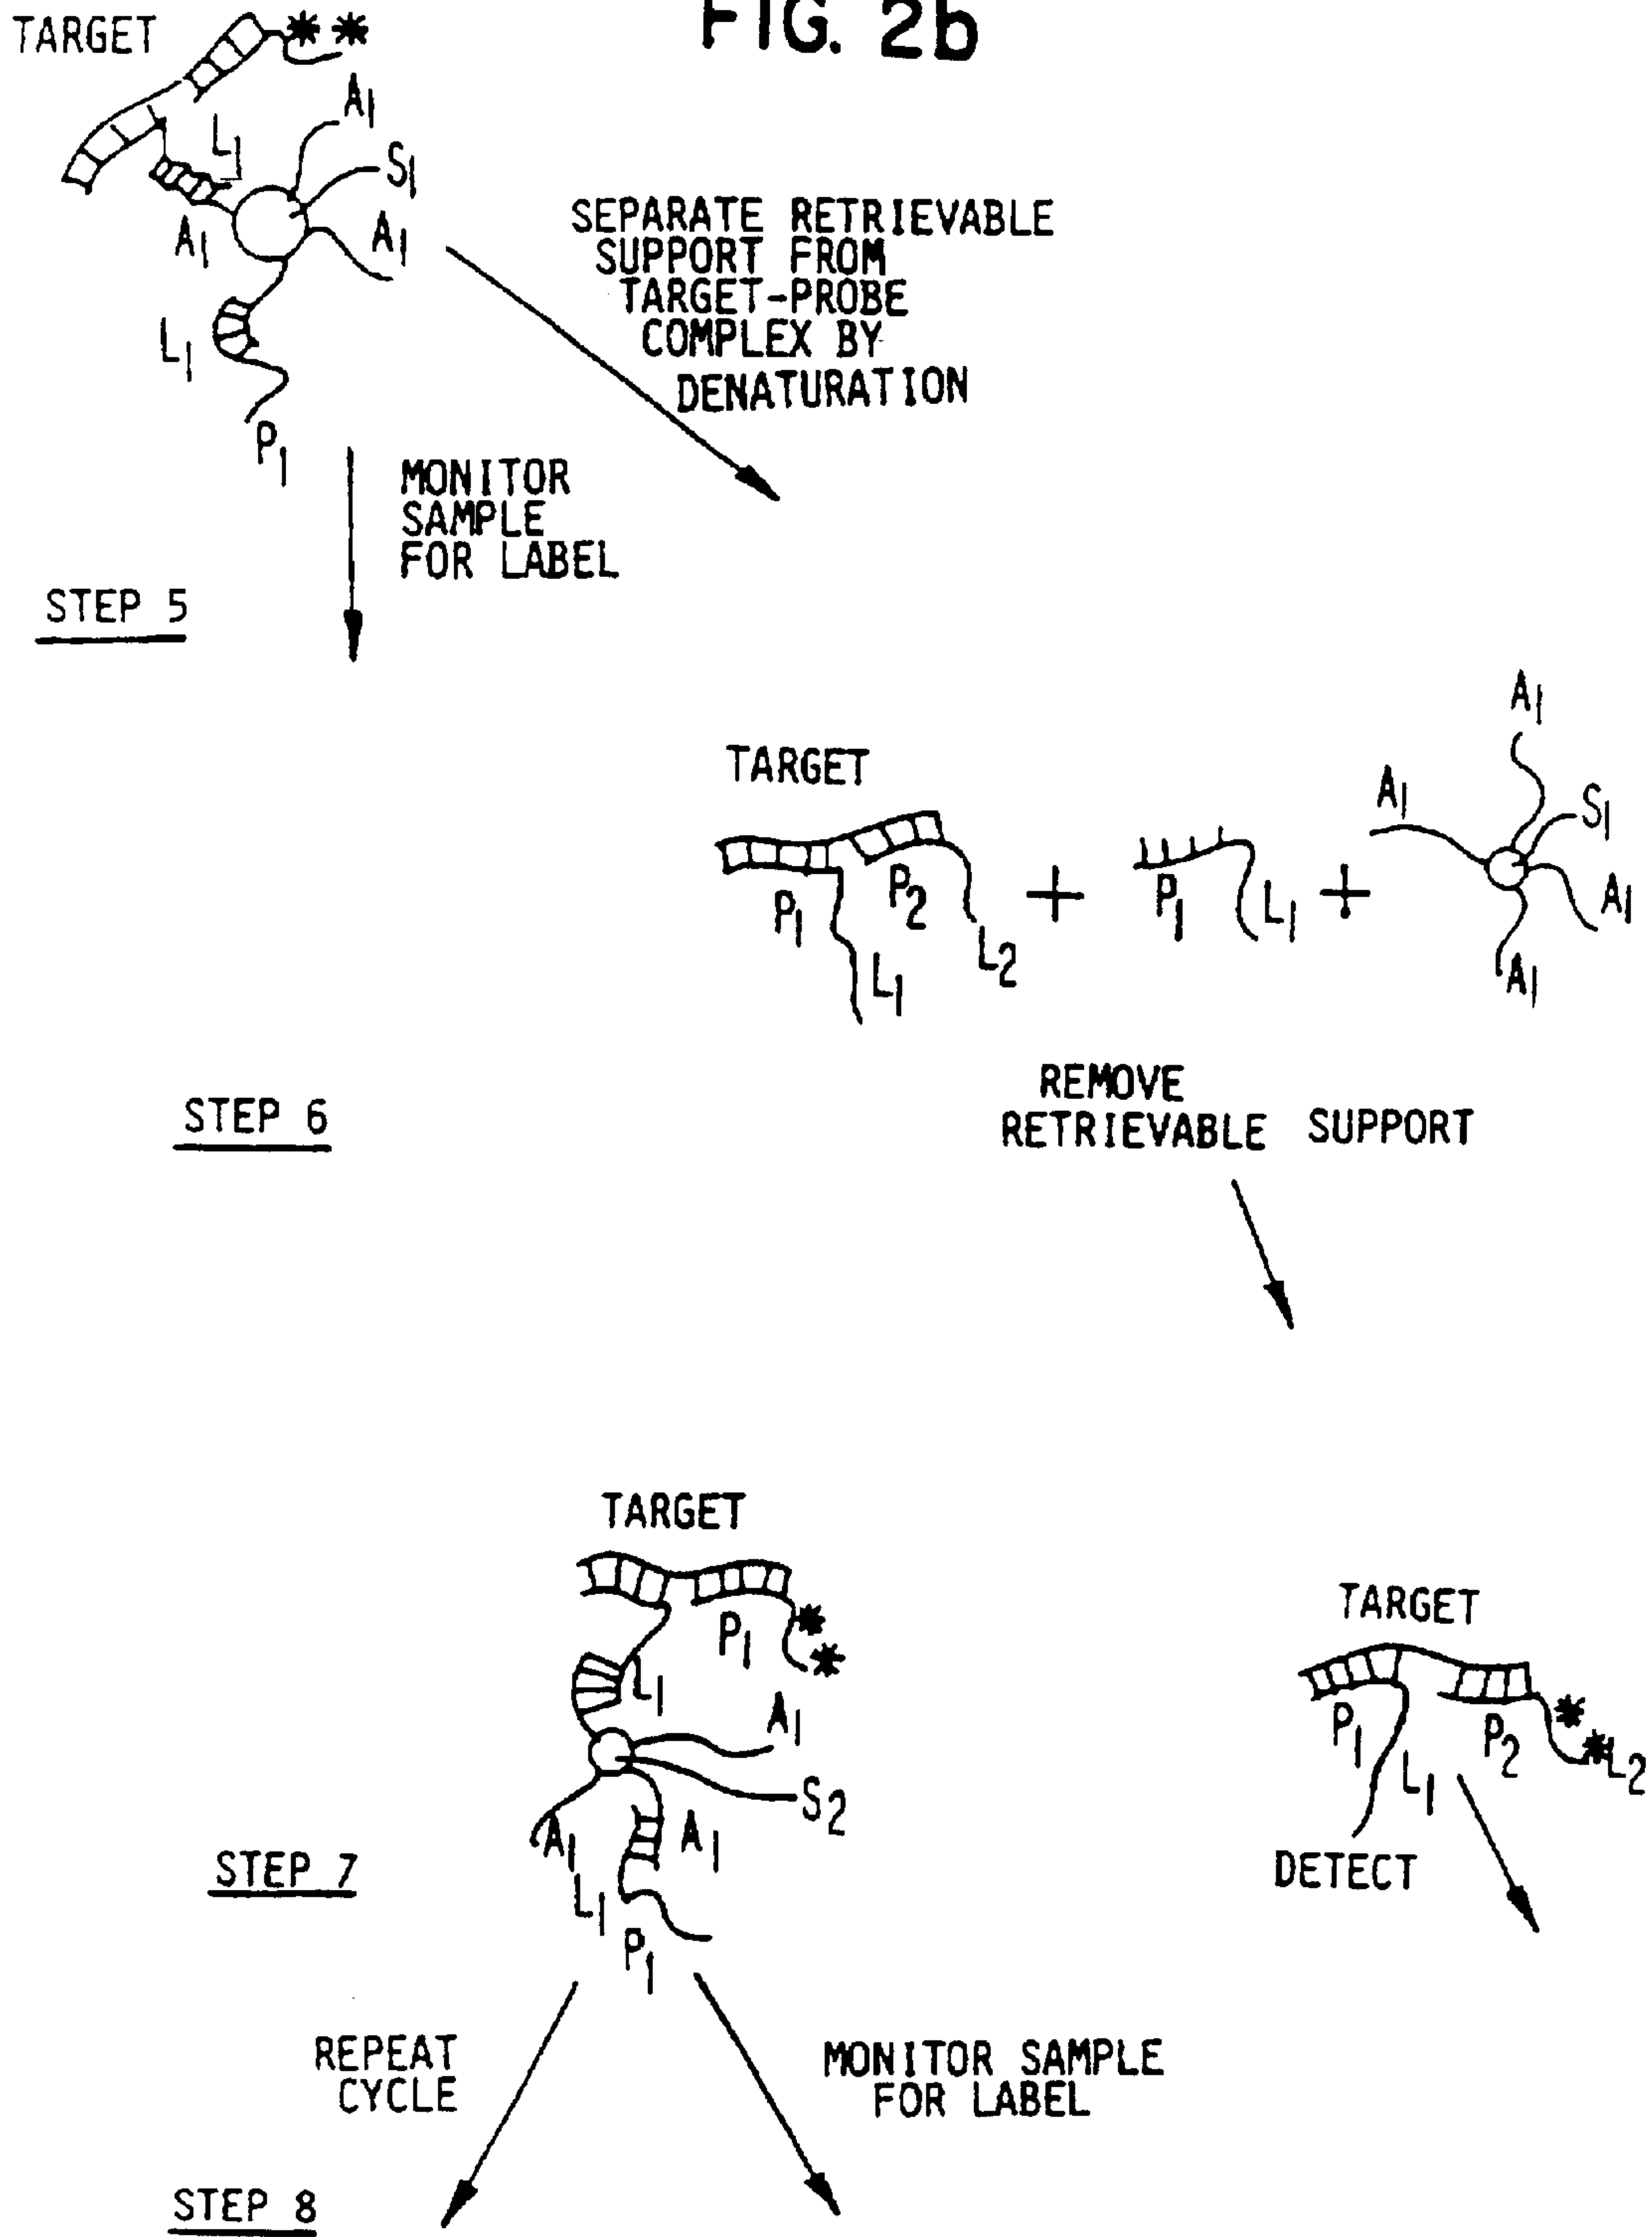 FIG. 2b
TARGET
* *
A1
L1
S1
A1
A1
L1
P1
SEPARATE RETRIEVABLE
SUPPORT FROM
TARGET-PROBE
COMPLEX BY
DENATURATION
MONITOR
SAMPLE
FOR LABEL
STEP 5
TARGET
P1
P2
L1
L2
+
P1
L1
+
A1
A1
S1
A1
A1
STEP 6
REMOVE
RETRIEVABLE SUPPORT
TARGET
P1
*
*
L1
A1
S2
A1
A1
L1
P1
TARGET
P1
L1
P2
*
*L2
DETECT
STEP 7
REPEAT
CYCLE
MONITOR SAMPLE
FOR LABEL
STEP 8